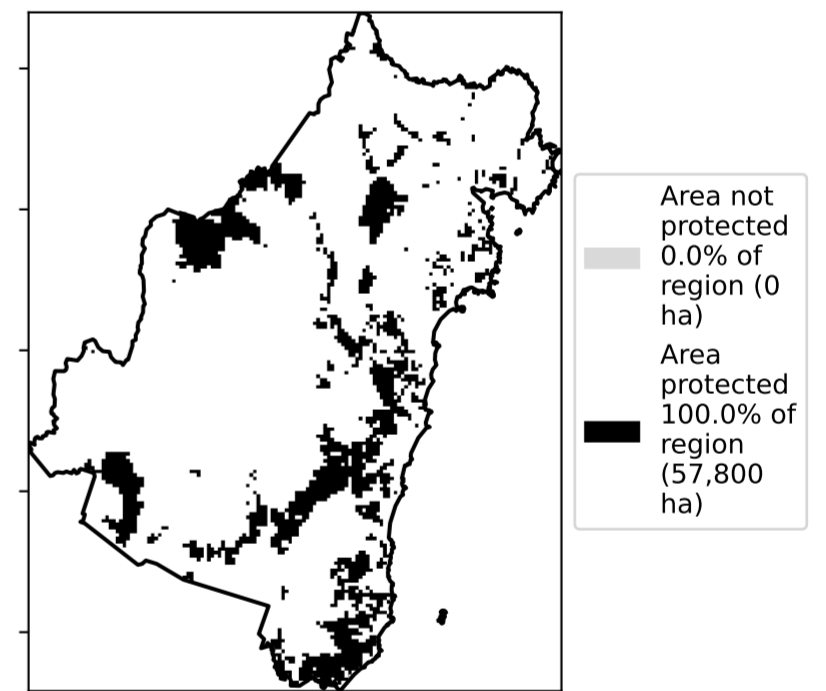 Area not
protected
0.0% of
region (0
ha)
Area
protected
100.0% of
region
(57,800
ha)